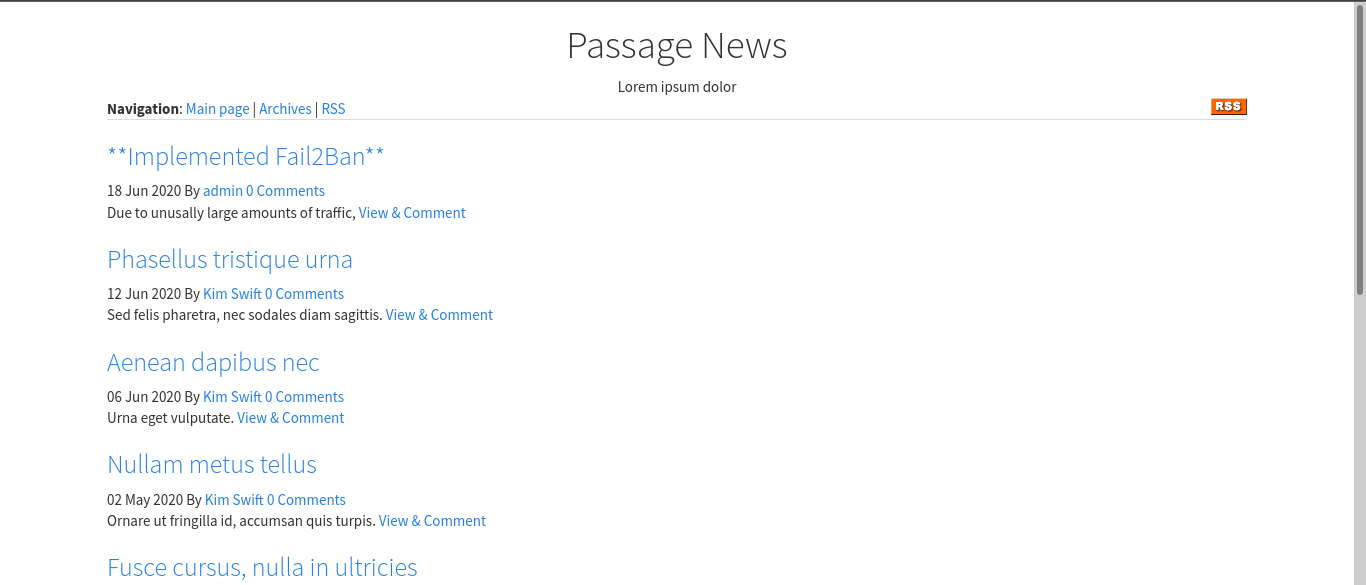 Passage News
Lorem ipsum dolor
Navigation: Main page | Archives | RSS
RSS
**Implemented Fail2Ban**
18 Jun 2020 By admin 0 Comments
Due to unusally large amounts of traffic, View & Comment
Phasellus tristique urna
12 Jun 2020 By Kim Swift 0 Comments
Sed felis pharetra, nec sodales diam sagittis. View & Comment
Aenean dapibus nec
06 Jun 2020 By Kim Swift 0 Comments
Urna eget vulputate. View & Comment
Nullam metus tellus
02 May 2020 By Kim Swift 0 Comments
Ornare ut fringilla id, accumsan quis turpis. View & Comment
Fusce cursus, nulla in ultricies